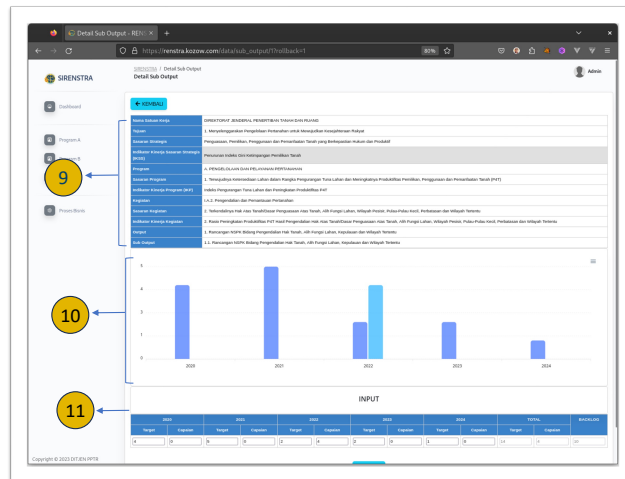 Detail Sub Output - RENS
https://renstra.kozow.com/data/sub_output/1?rollback=1
80%
SIRENSTRA
SIRENSTRA / Detail Sub Output
Detail Sub Output
Admin
Dashboard
Program A
Program B
Proses Bisnis
← KEMBALI
Nama Satuan Kerja DIREKTORAT JENDERAL PENERTIBAN TANAH DAN RUANG
Tujuan 1. Menyelenggarakan Pengelolaan Pertanahan untuk Mewujudkan Kesejahteraan Rakyat
Sasaran Strategis Penguasaan, Pemilikan, Penggunaan dan Pemanfaatan Tanah yang Berkepastian Hukum dan Produktif
Indikator Kinerja Sasaran Strategis (IKSS) Penurunan Indeks Gini Ketimpangan Pemilikan Tanah
Program A. PENGELOLAAN DAN PELAYANAN PERTANAHAN
Sasaran Program 1. Terwujudnya Ketersediaan Lahan dalam Rangka Pengurangan Tuna Lahan dan Meningkatnya Produktifitas Pemilikan, Penggunaan dan Pemanfaatan Tanah (P4T)
Indikator Kinerja Program (IKP) Indeks Pengurangan Tuna Lahan dan Peningkatan Produktifitas P4T
Kegiatan I.A.2. Pengendalian dan Pemantauan Pertanahan
Sasaran Kegiatan 2. Terkendalinya Hak Atas Tanah/Dasar Penguasaan Atas Tanah, Alih Fungsi Lahan, Wilayah Pesisir, Pulau-Pulau Kecil, Perbatasan dan Wilayah Tertentu
Indikator Kinerja Kegiatan 2. Rasio Peningkatan Produktifitas P4T Hasil Pengendalian Hak Atas Tanah/Dasar Penguasaan Atas Tanah, Alih Fungsi Lahan, Wilayah Pesisir, Pulau-Pulau Kecil, Perbatasan dan Wilayah Tertentu
Output 1. Rancangan NSPK Bidang Pengendalian Hak Tanah, Alih Fungsi Lahan, Kepulauan dan Wilayah Tertentu
Sub Output 1.1. Rancangan NSPK Bidang Pengendalian Hak Tanah, Alih Fungsi Lahan, Kepulauan dan Wilayah Tertentu
9
5
4
3
1
0
2020 2021 2022 2023 2024
10
INPUT
11
2020 2021 2022 2023 2024 TOTAL BACKLOG
Target Capaian Target Capaian Target Capaian Target Capaian Target Capaian Target Capaian
4 0 5 0 2 4 2 0 1 0 14
Copyright © 2023 DITJEN PPTR